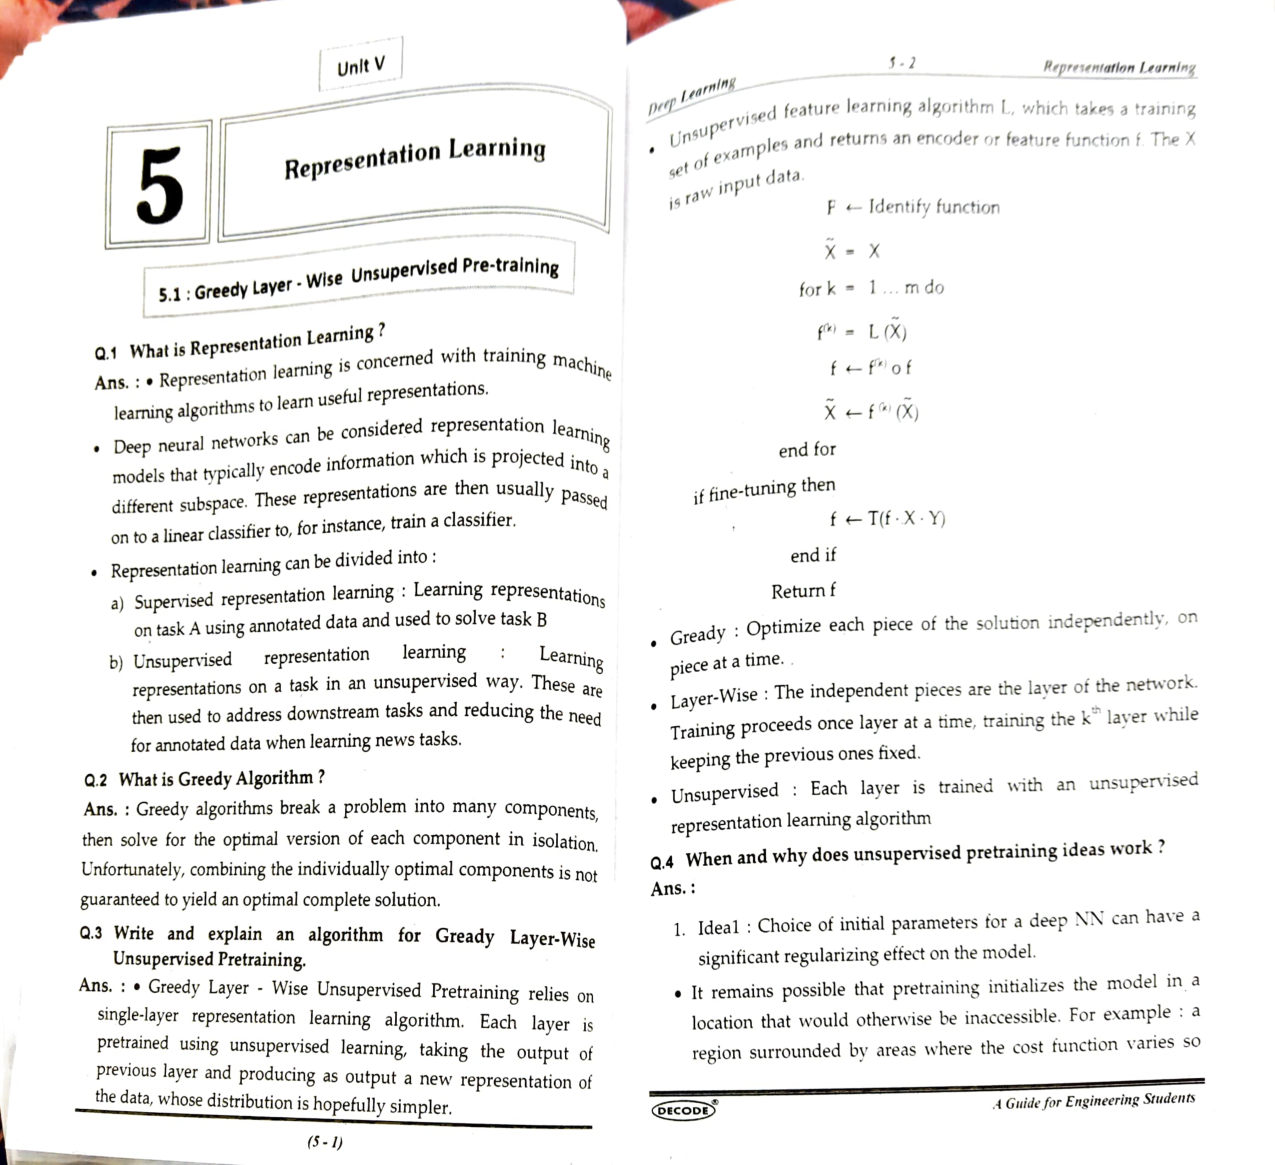 Unit V
5
Representation Learning
5.1 : Greedy Layer - Wise Unsupervised Pre-training
Q.1 What is Representation Learning ?
Ans. : • Representation learning is concerned with training machine
learning algorithms to learn useful representations.
• Deep neural networks can be considered representation learning
models that typically encode information which is projected into a
different subspace. These representations are then usually passed
on to a linear classifier to, for instance, train a classifier.
• Representation learning can be divided into :
a) Supervised representation learning : Learning representations
on task A using annotated data and used to solve task B
b) Unsupervised representation learning : Learning
representations on a task in an unsupervised way. These are
then used to address downstream tasks and reducing the need
for annotated data when learning news tasks.
Q.2 What is Greedy Algorithm ?
Ans. : Greedy algorithms break a problem into many components,
then solve for the optimal version of each component in isolation.
Unfortunately, combining the individually optimal components is not
guaranteed to yield an optimal complete solution.
Q.3 Write and explain an algorithm for Gready Layer-Wise
Unsupervised Pretraining.
Ans. : • Greedy Layer - Wise Unsupervised Pretraining relies on
single-layer representation learning algorithm. Each layer is
pretrained using unsupervised learning, taking the output of
previous layer and producing as output a new representation of
the data, whose distribution is hopefully simpler.
(5 - 1)
Deep Learning 5 - 2 Representation Learning
• Unsupervised feature learning algorithm L, which takes a training
set of examples and returns an encoder or feature function f. The X
is raw input data.
F ← Identify function
X̃ = X
for k = 1 ... m do
f⁽ᵏ⁾ = L (X̃)
f ← f⁽ᵏ⁾ o f
X̃ ← f⁽ᵏ⁾ (X̃)
end for
if fine-tuning then
f ← T(f · X · Y)
end if
Return f
• Gready : Optimize each piece of the solution independently, on
piece at a time.
• Layer-Wise : The independent pieces are the layer of the network.
Training proceeds once layer at a time, training the kᵗʰ layer while
keeping the previous ones fixed.
• Unsupervised : Each layer is trained with an unsupervised
representation learning algorithm
Q.4 When and why does unsupervised pretraining ideas work ?
Ans. :
1. Idea1 : Choice of initial parameters for a deep NN can have a
significant regularizing effect on the model.
• It remains possible that pretraining initializes the model in a
location that would otherwise be inaccessible. For example : a
region surrounded by areas where the cost function varies so
DECODE® A Guide for Engineering Students